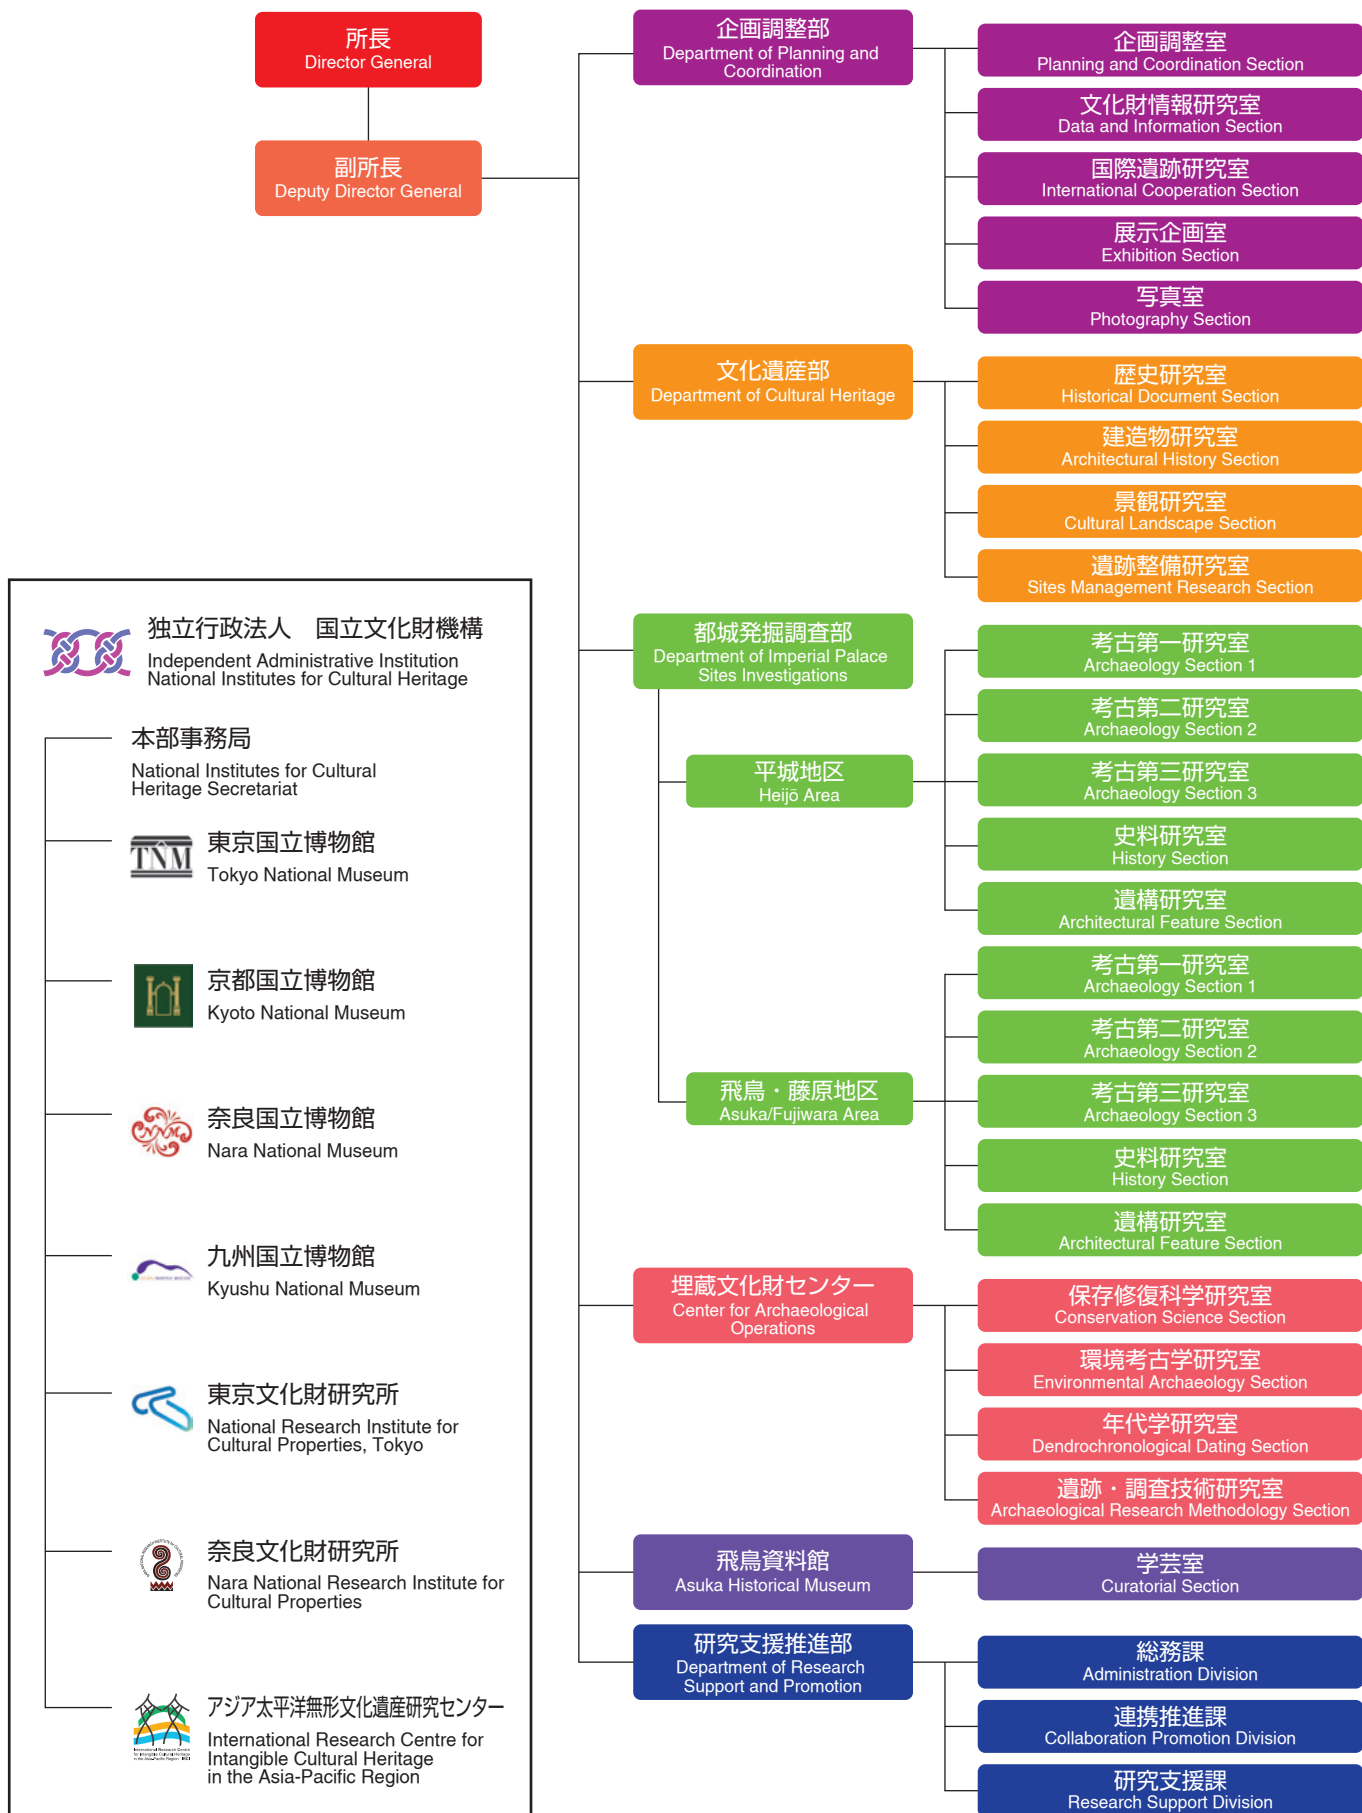 所長
Director General
副所長
Deputy Director General
企画調整部
Department of Planning and
Coordination
企画調整室
Planning and Coordination Section
文化財情報研究室
Data and Information Section
国際遺跡研究室
International Cooperation Section
展示企画室
Exhibition Section
写真室
Photography Section
文化遺産部
Department of Cultural Heritage
歴史研究室
Historical Document Section
建造物研究室
Architectural History Section
景観研究室
Cultural Landscape Section
遺跡整備研究室
Sites Management Research Section
都城発掘調査部
Department of Imperial Palace
Sites Investigations
平城地区
Heijō Area
考古第一研究室
Archaeology Section 1
考古第二研究室
Archaeology Section 2
考古第三研究室
Archaeology Section 3
史料研究室
History Section
遺構研究室
Architectural Feature Section
飛鳥・藤原地区
Asuka/Fujiwara Area
考古第一研究室
Archaeology Section 1
考古第二研究室
Archaeology Section 2
考古第三研究室
Archaeology Section 3
史料研究室
History Section
遺構研究室
Architectural Feature Section
埋蔵文化財センター
Center for Archaeological
Operations
保存修復科学研究室
Conservation Science Section
環境考古学研究室
Environmental Archaeology Section
年代学研究室
Dendrochronological Dating Section
遺跡・調査技術研究室
Archaeological Research Methodology Section
飛鳥資料館
Asuka Historical Museum
学芸室
Curatorial Section
研究支援推進部
Department of Research
Support and Promotion
総務課
Administration Division
連携推進課
Collaboration Promotion Division
研究支援課
Research Support Division
独立行政法人　国立文化財機構
Independent Administrative Institution
National Institutes for Cultural Heritage
本部事務局
National Institutes for Cultural
Heritage Secretariat
TNM
東京国立博物館
Tokyo National Museum
京都国立博物館
Kyoto National Museum
奈良国立博物館
Nara National Museum
九州国立博物館
Kyushu National Museum
東京文化財研究所
National Research Institute for
Cultural Properties, Tokyo
奈良文化財研究所
Nara National Research Institute for
Cultural Properties
アジア太平洋無形文化遺産研究センター
International Research Centre for
Intangible Cultural Heritage
in the Asia-Pacific Region
International Research Centre
for Intangible Cultural Heritage
in the Asia-Pacific Region IRCI